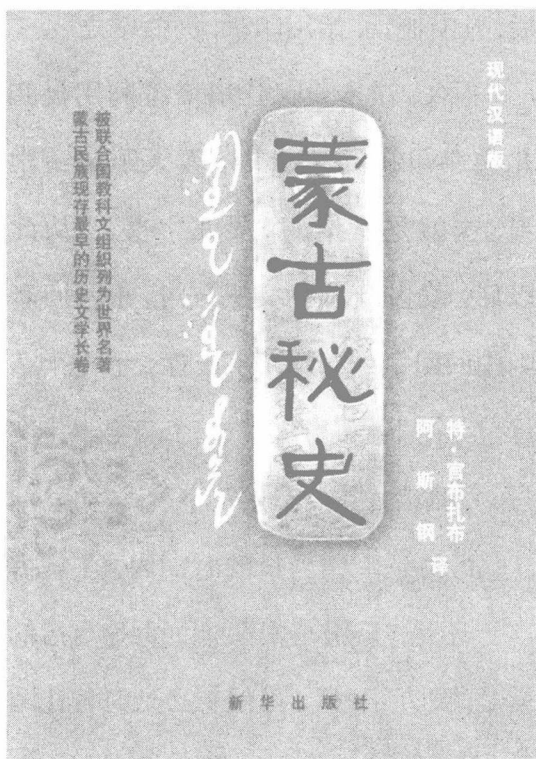 现代汉语版
特·官布扎布
阿斯钢 译
蒙古秘史
被联合国教科文组织列为世界名著
蒙古民族现存最早的历史文学长卷
新华出版社